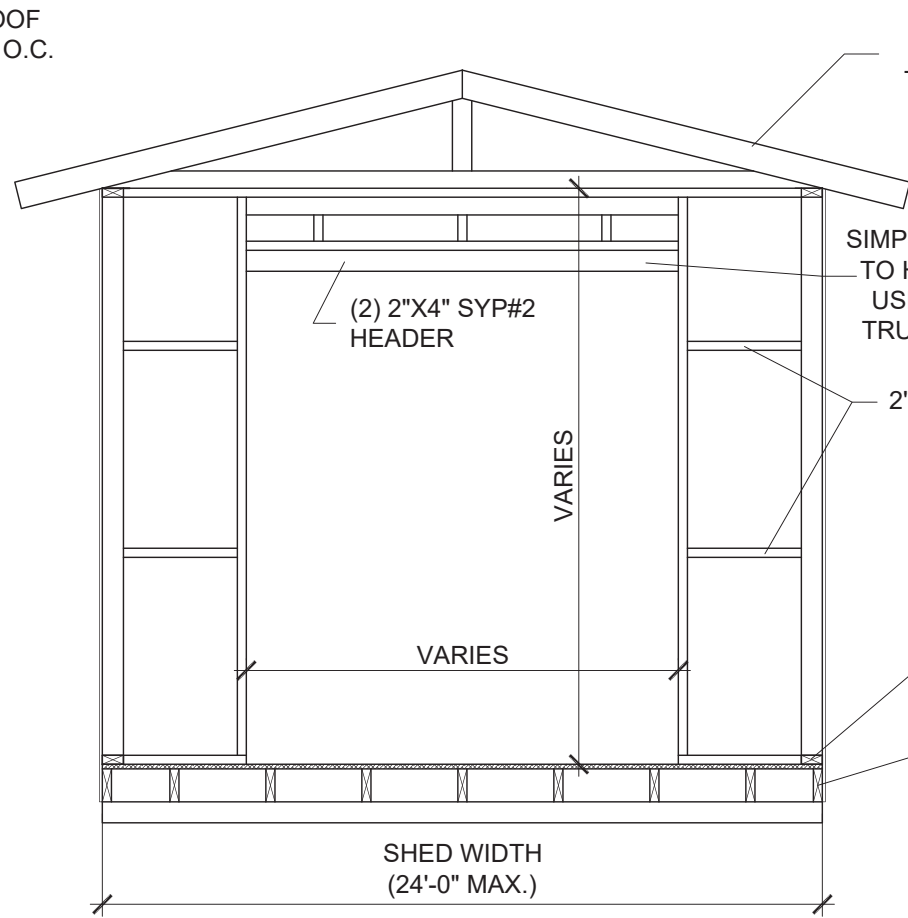 OOF
O.C.
SIMP
TO H
US
TRU
(2) 2"X4" SYP#2
HEADER
2'
VARIES
VARIES
SHED WIDTH
(24'-0" MAX.)